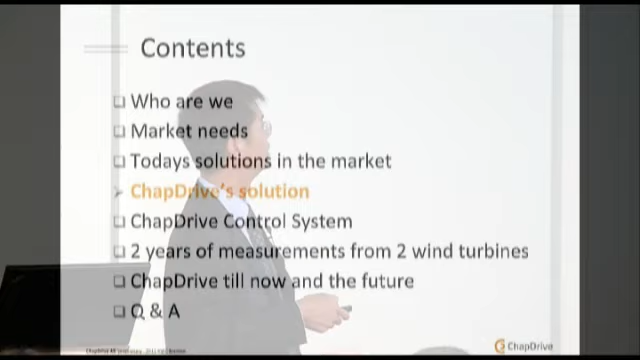 Contents
Who are we
Market needs
Todays solutions in the market
ChapDrive's solution
ChapDrive Control System
2 years of measurements from 2 wind turbines
ChapDrive till now and the future
Q & A
ChapDrive